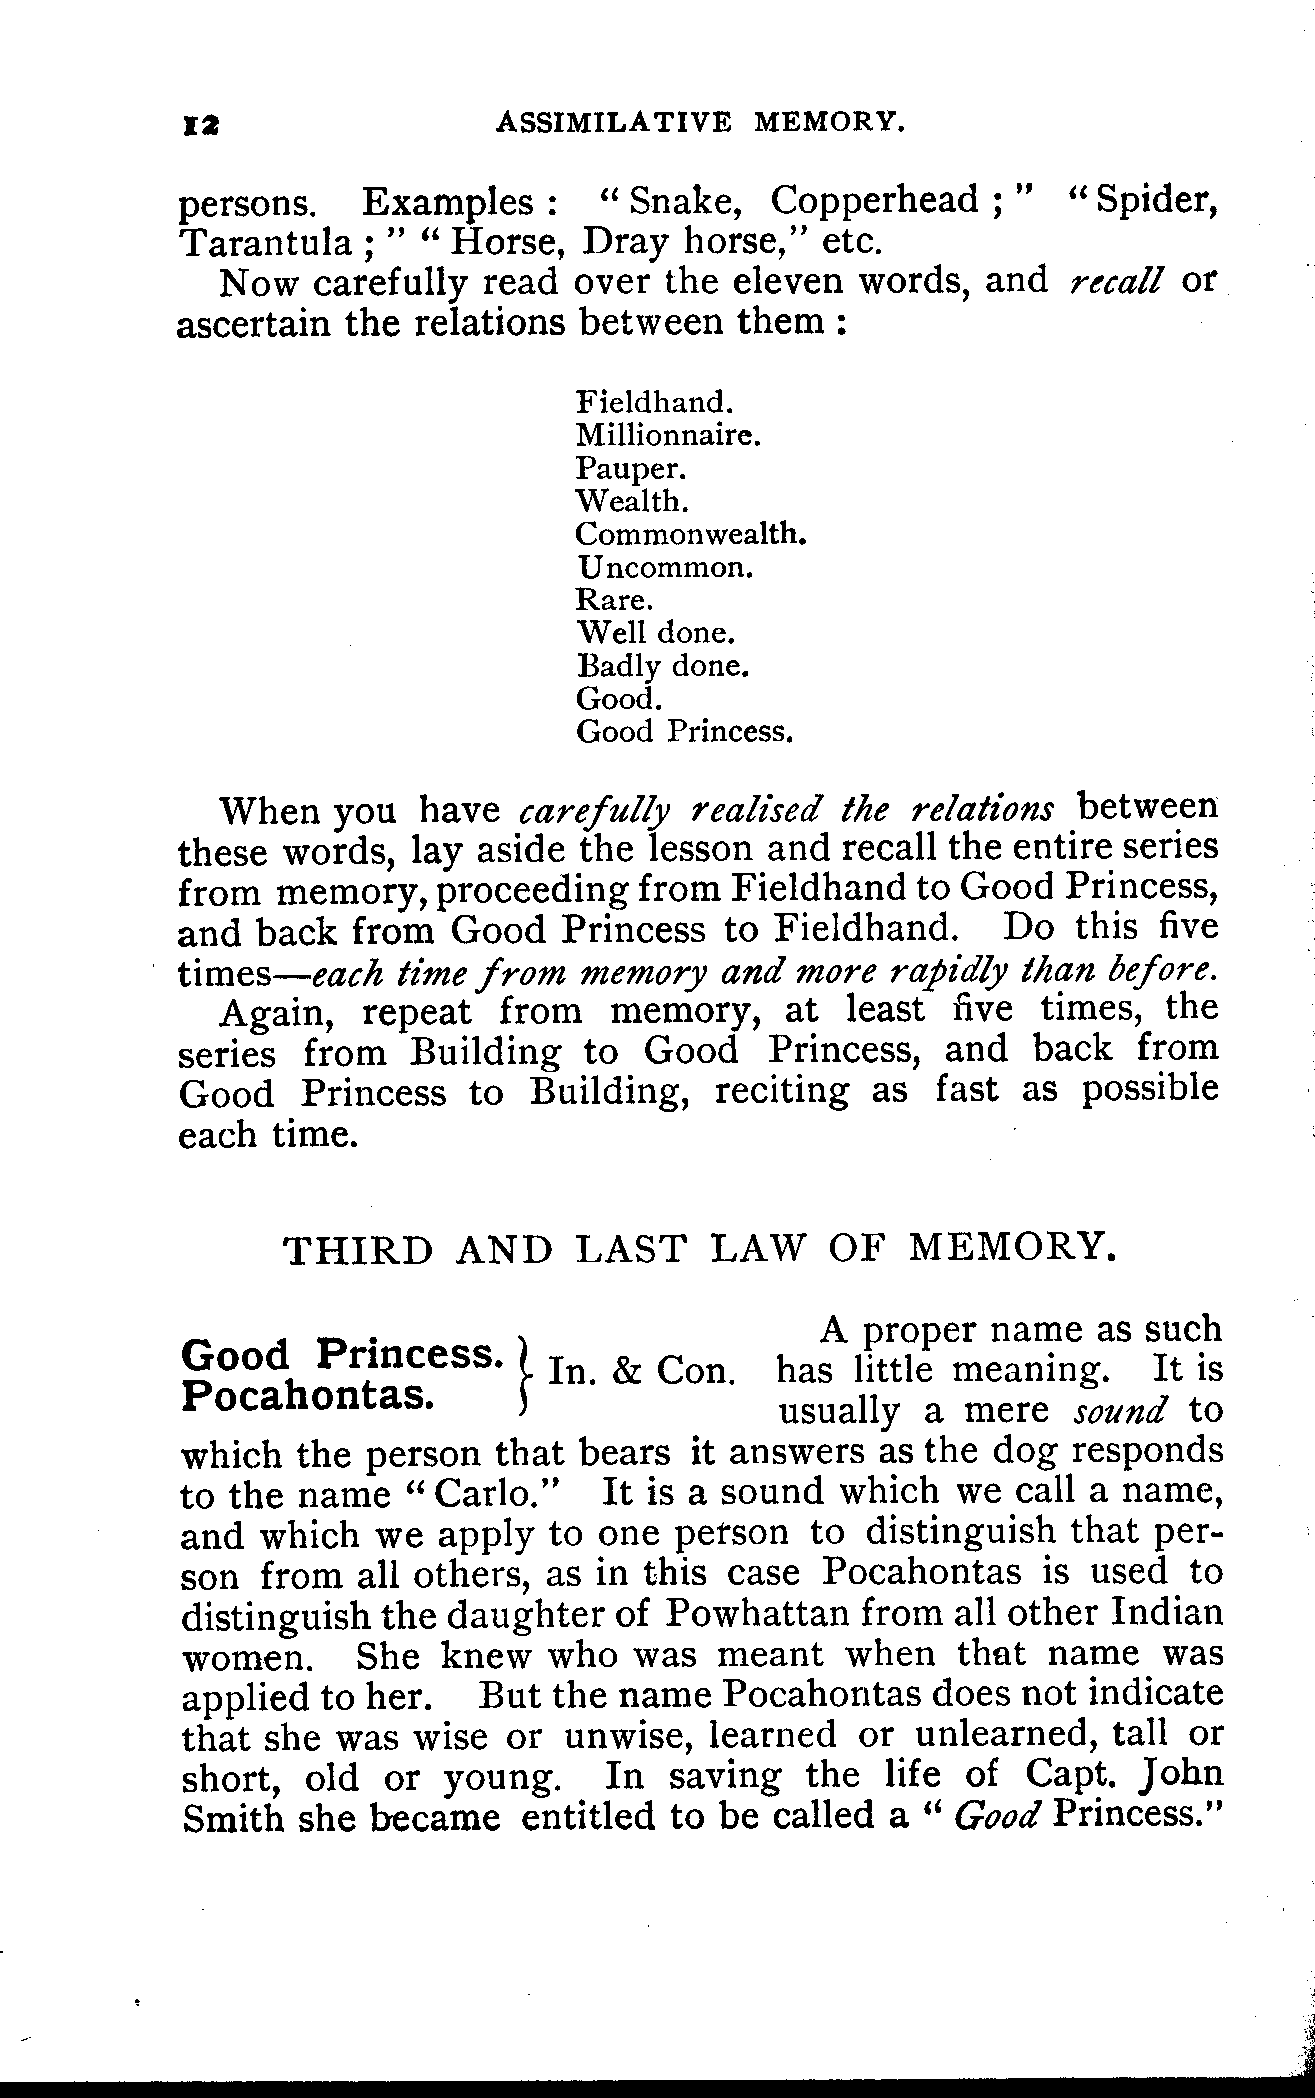 12 ASSIMILATIVE MEMORY.
persons. Examples : " Snake, Copperhead ; " " Spider,
Tarantula ; " " Horse, Dray horse," etc.
Now carefully read over the eleven words, and recall or
ascertain the relations between them :
Fieldhand.
Millionnaire.
Pauper.
Wealth.
Commonwealth.
Uncommon.
Rare.
Well done.
Badly done.
Good.
Good Princess.
When you have carefully realised the relations between
these words, lay aside the lesson and recall the entire series
from memory, proceeding from Fieldhand to Good Princess,
and back from Good Princess to Fieldhand. Do this five
times—each time from memory and more rapidly than before.
Again, repeat from memory, at least five times, the
series from Building to Good Princess, and back from
Good Princess to Building, reciting as fast as possible
each time.
THIRD AND LAST LAW OF MEMORY.
Good Princess. } In. & Con.
Pocahontas.
A proper name as such
has little meaning. It is
usually a mere sound to
which the person that bears it answers as the dog responds
to the name " Carlo." It is a sound which we call a name,
and which we apply to one person to distinguish that per-
son from all others, as in this case Pocahontas is used to
distinguish the daughter of Powhattan from all other Indian
women. She knew who was meant when that name was
applied to her. But the name Pocahontas does not indicate
that she was wise or unwise, learned or unlearned, tall or
short, old or young. In saving the life of Capt. John
Smith she became entitled to be called a " Good Princess."